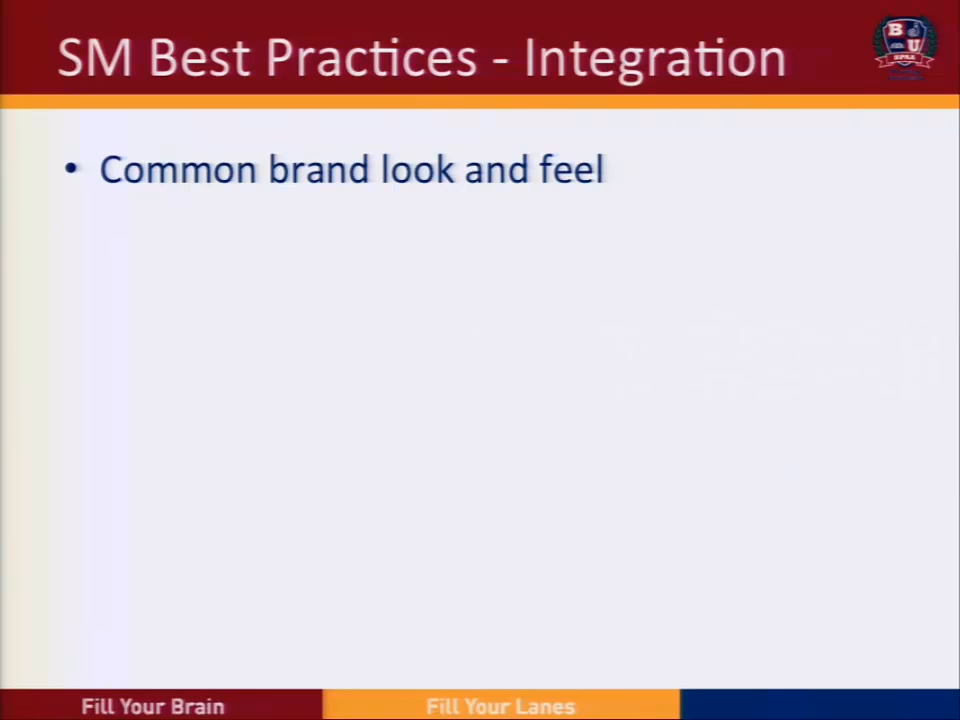 SM Best Practices - Integration
B U
• Common brand look and feel
Fill Your Brain
Fill Your Lanes